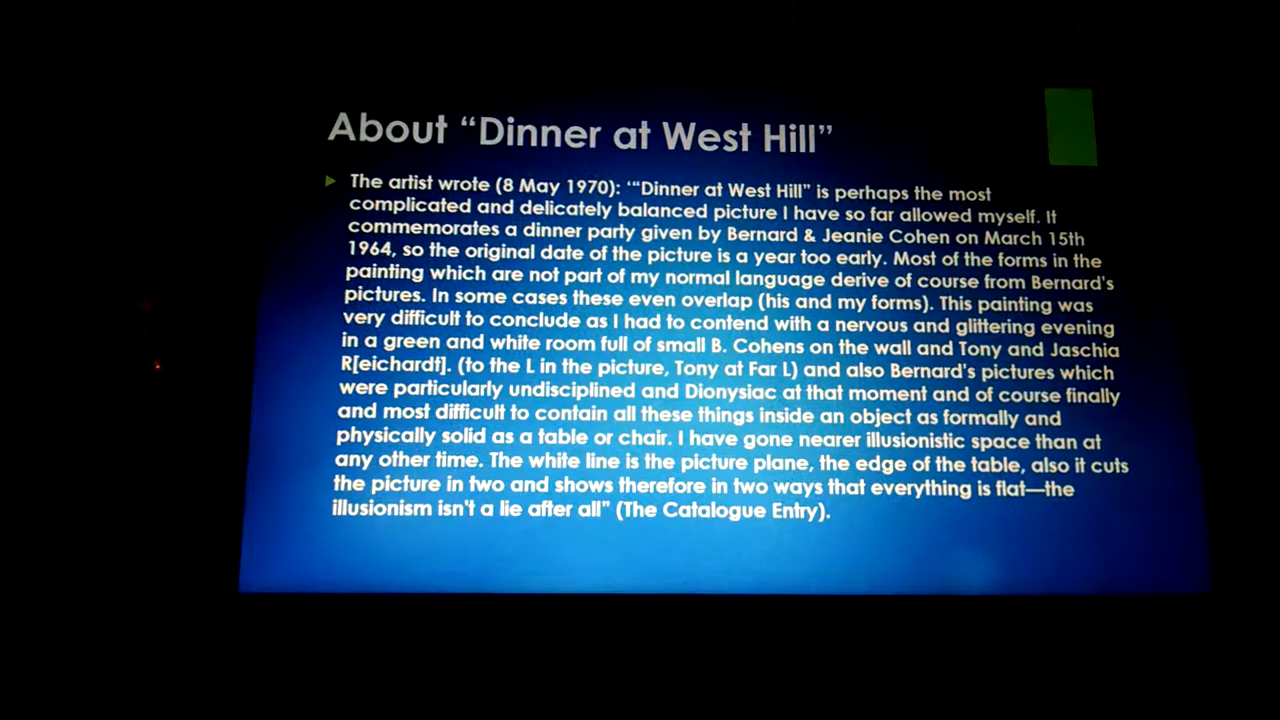 About “Dinner at West Hill”
The artist wrote (8 May 1970): ‘“Dinner at West Hill” is perhaps the most
complicated and delicately balanced picture I have so far allowed myself. It
commemorates a dinner party given by Bernard & Jeanie Cohen on March 15th
1964, so the original date of the picture is a year too early. Most of the forms in the
painting which are not part of my normal language derive of course from Bernard's
pictures. In some cases these even overlap (his and my forms). This painting was
very difficult to conclude as I had to contend with a nervous and glittering evening
in a green and white room full of small B. Cohens on the wall and Tony and Jaschia
R[eichardt]. (to the L in the picture, Tony at Far L) and also Bernard's pictures which
were particularly undisciplined and Dionysiac at that moment and of course finally
and most difficult to contain all these things inside an object as formally and
physically solid as a table or chair. I have gone nearer illusionistic space than at
any other time. The white line is the picture plane, the edge of the table, also it cuts
the picture in two and shows therefore in two ways that everything is flat—the
illusionism isn't a lie after all” (The Catalogue Entry).